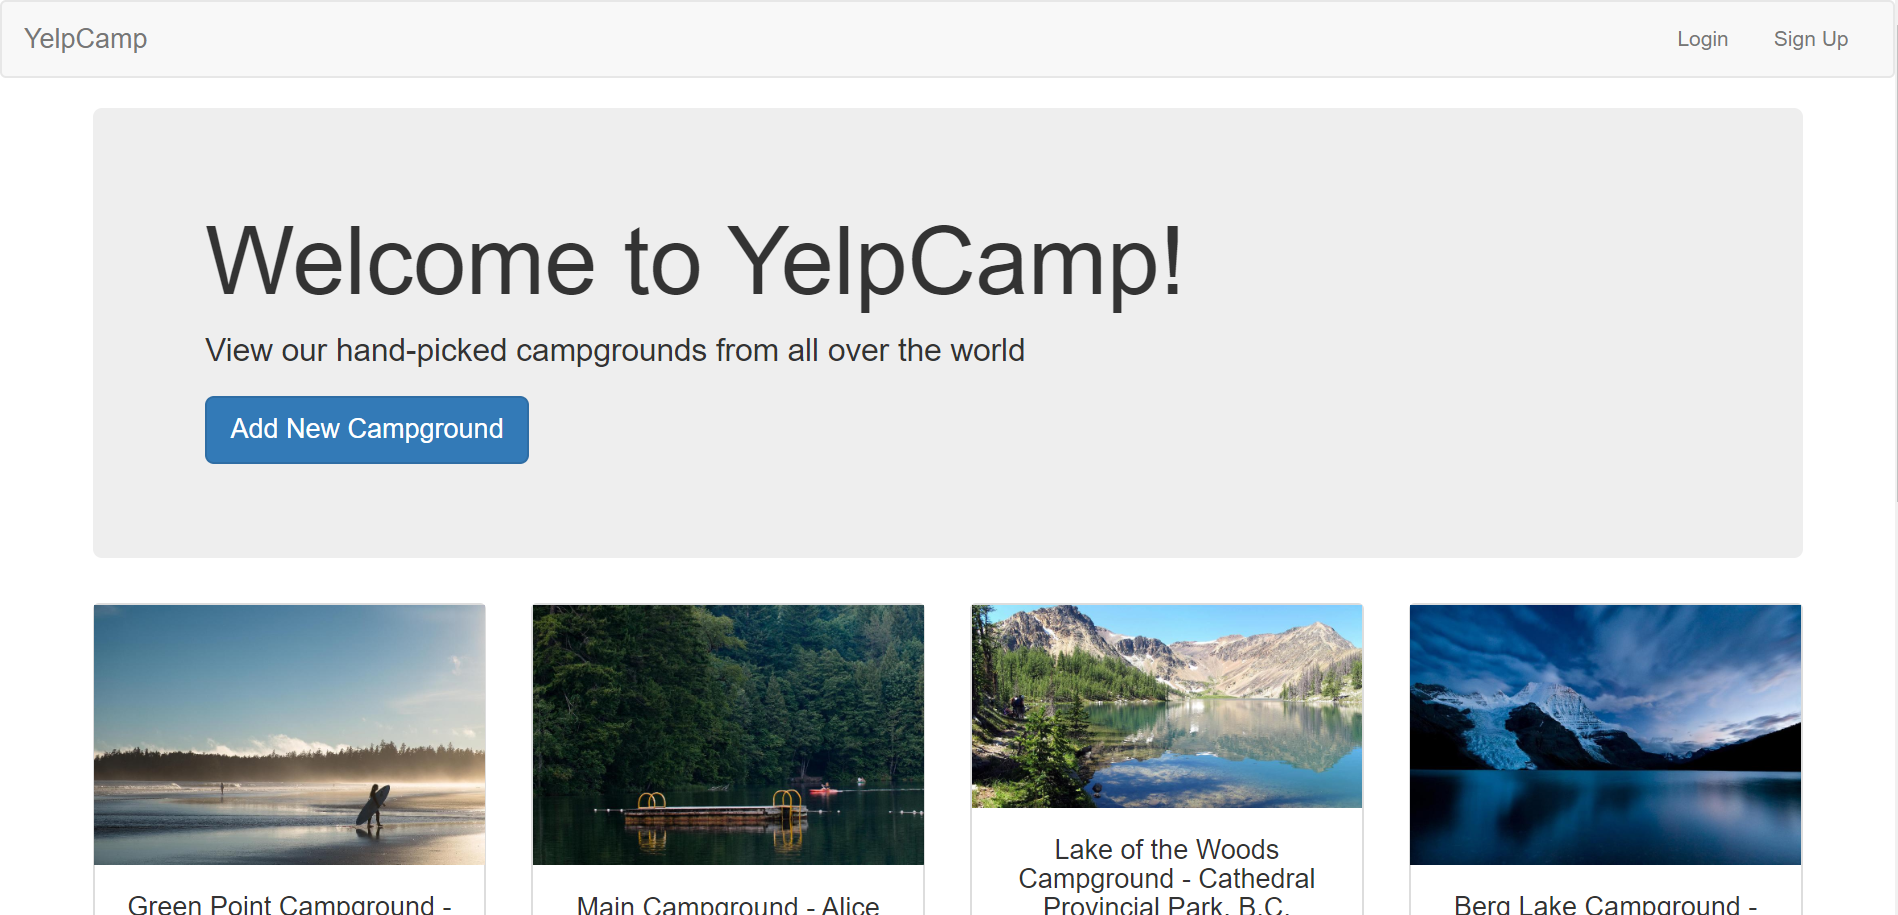 YelpCamp
Login
Sign Up
Welcome to YelpCamp!
View our hand-picked campgrounds from all over the world
Add New Campground
Green Point Campground -
Main Campground - Alice
Lake of the Woods
Campground - Cathedral
Provincial Park, B.C.
Berg Lake Campground -